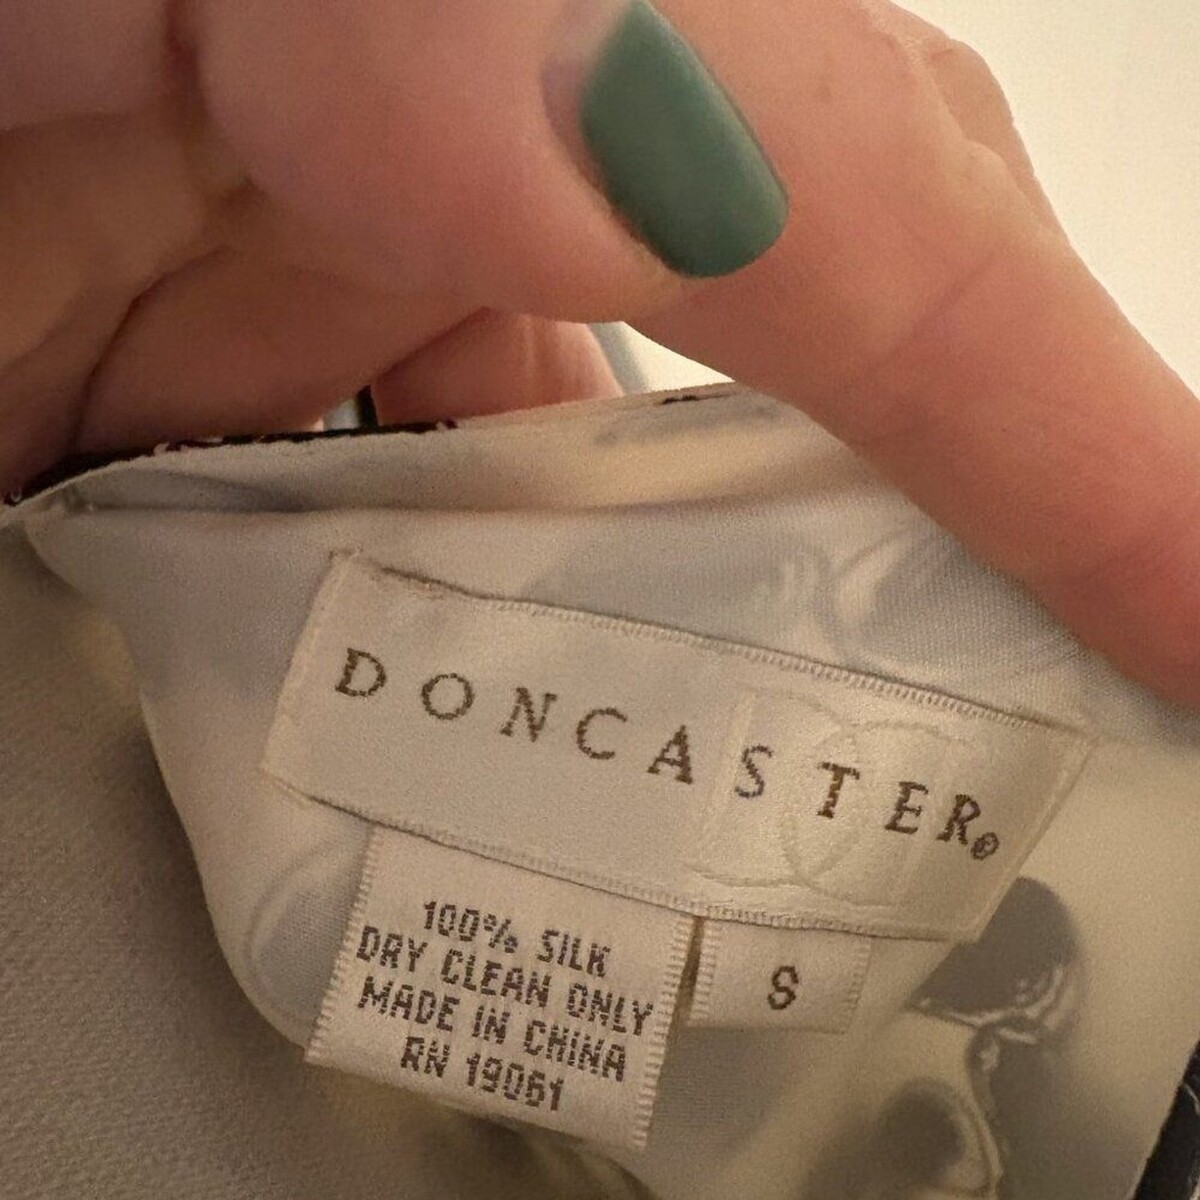 DONCASTER®
100% SILK
DRY CLEAN ONLY
MADE IN CHINA
RN 19061
S